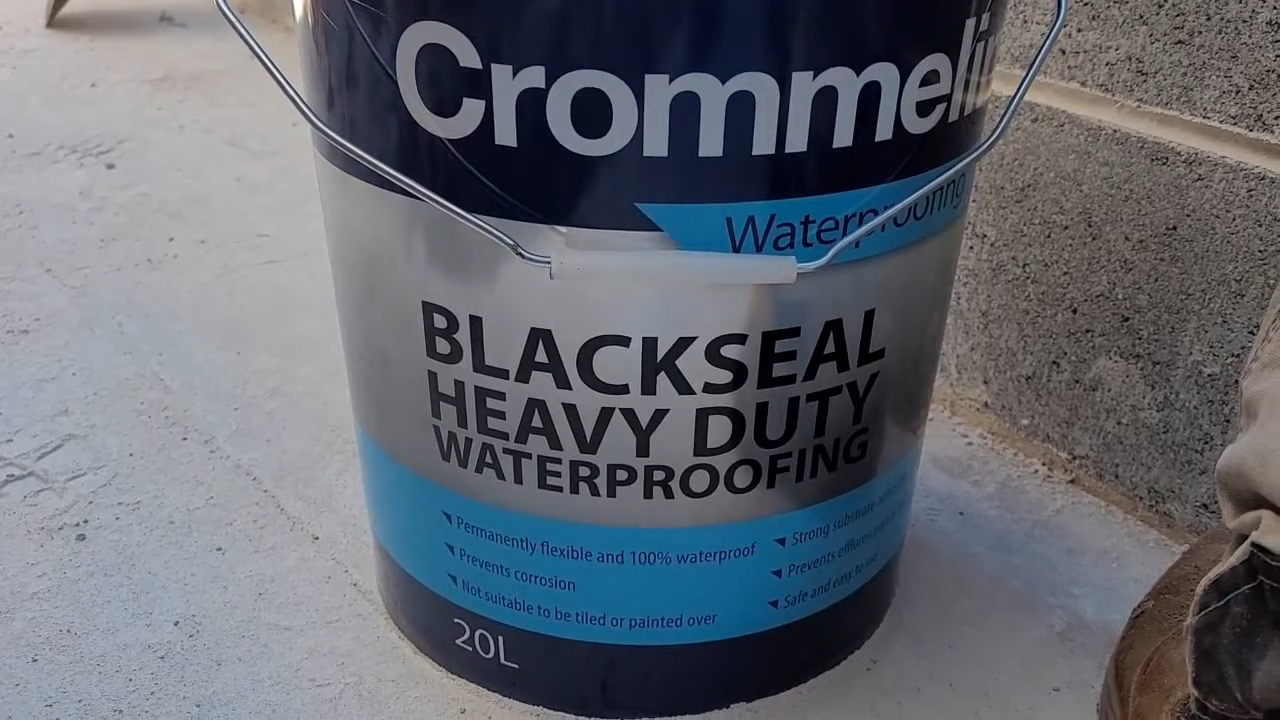 Crommelin
Waterproofing
BLACKSEAL
HEAVY DUTY
WATERPROOFING
Permanently flexible and 100% waterproof
Prevents corrosion
Not suitable to be tiled or painted over
Strong substrate
Prevents
Safe and easy to
20L